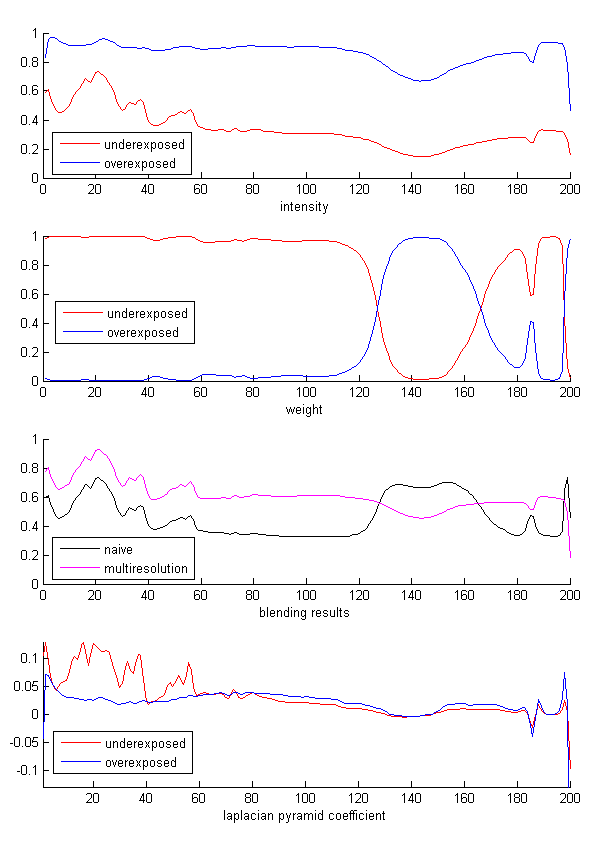 1
0.8
0.6
0.4
0.2
0
underexposed
overexposed
0 20 40 60 80 100 120 140 160 180 200
intensity
1
0.8
0.6
0.4
0.2
0
underexposed
overexposed
0 20 40 60 80 100 120 140 160 180 200
weight
1
0.8
0.6
0.4
0.2
0
naive
multiresolution
0 20 40 60 80 100 120 140 160 180 200
blending results
0.1
0.05
0
-0.05
-0.1
underexposed
overexposed
20 40 60 80 100 120 140 160 180 200
laplacian pyramid coefficient